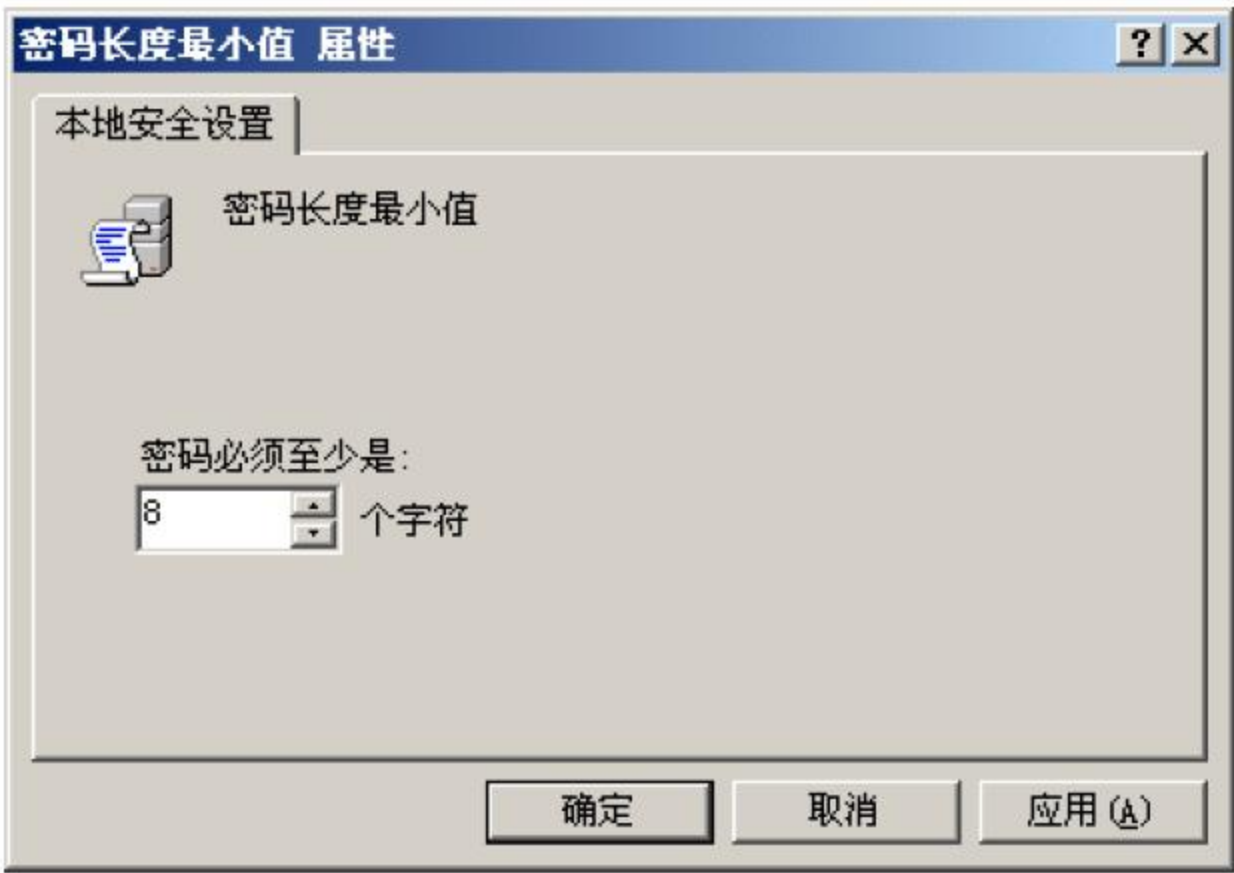 密码长度最小值 属性
本地安全设置
密码长度最小值
密码必须至少是:
8 个字符
确定 取消 应用(A)